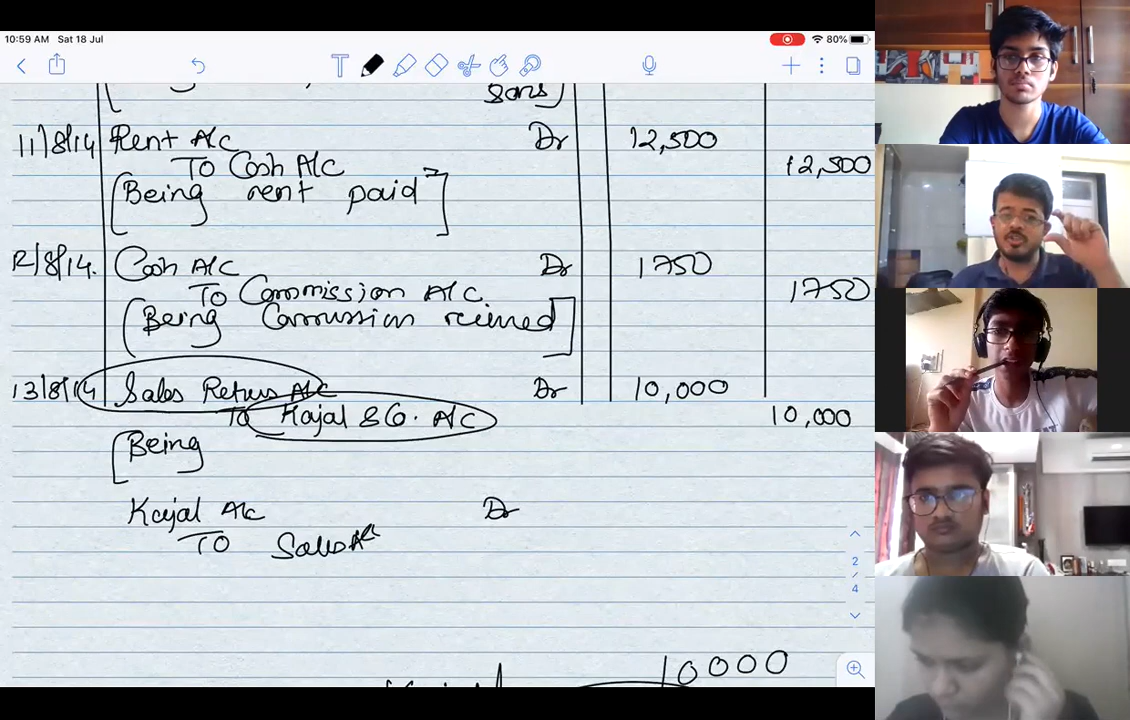 10:59 AM Sat 18 Jul 80%
T
Sons)
11/8/14 Rent A/c Dr 12,500
To Cash A/c 12,500
[Being rent paid]
12/8/14. Cash A/c Dr 1750
To Commission A/c. 1750
[Being Commission recieved]
13/8/14 Sales Return A/c Dr 10,000
To Kajal & Co. A/c 10,000
[Being
Kajal A/c Dr
To Sales A/c
2
/
4
10000